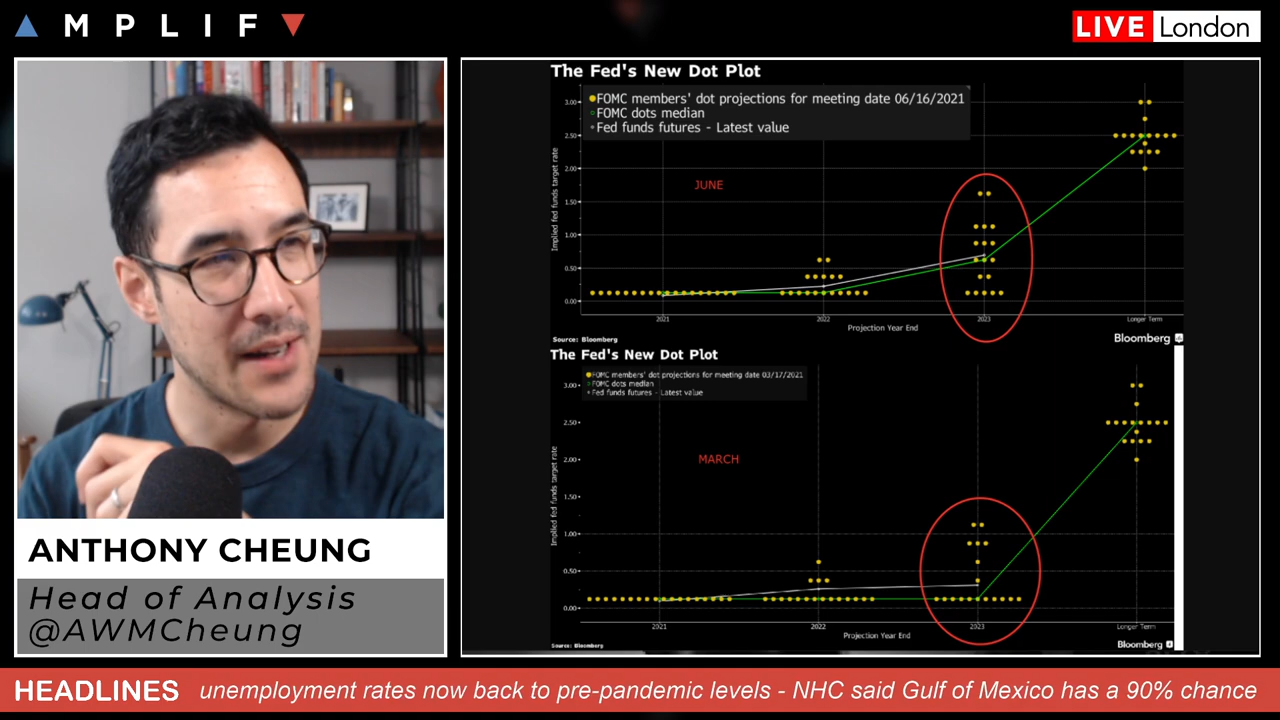 AMPLIFY
LIVE London
The Fed's New Dot Plot
FOMC members' dot projections for meeting date 06/16/2021
FOMC dots median
Fed funds futures - Latest value
JUNE
Implied fed funds target rate
3.00
2.50
2.00
1.50
1.00
0.50
0.00
2021 2022 2023 Longer Term
Projection Year End
Source: Bloomberg
Bloomberg
The Fed's New Dot Plot
FOMC members' dot projections for meeting date 03/17/2021
FOMC dots median
Fed funds futures - Latest value
MARCH
Implied fed funds target rate
3.00
2.50
2.00
1.50
1.00
0.50
0.00
2021 2022 2023 Longer Term
Projection Year End
Source: Bloomberg
Bloomberg
ANTHONY CHEUNG
Head of Analysis
@AWMCheung
HEADLINES unemployment rates now back to pre-pandemic levels - NHC said Gulf of Mexico has a 90% chance